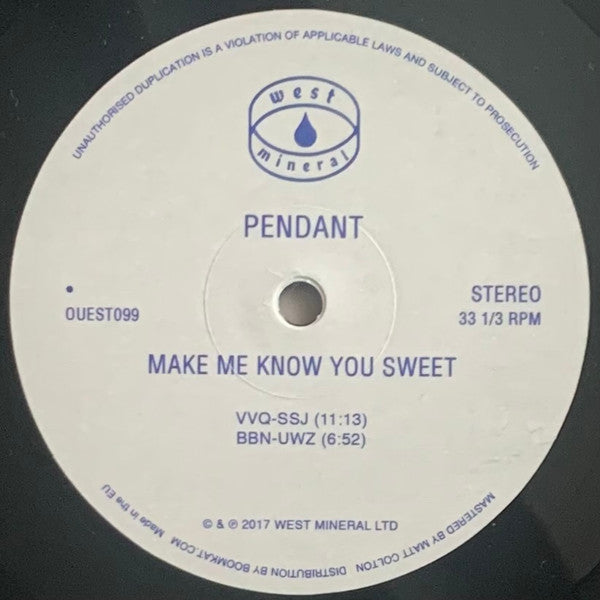 UNAUTHORISED DUPLICATION IS A VIOLATION OF APPLICABLE LAWS AND SUBJECT TO PROSECUTION
west
mineral
PENDANT
•
OUEST099
STEREO
33 1/3 RPM
MAKE ME KNOW YOU SWEET
VVQ-SSJ (11:13)
BBN-UWZ (6:52)
© & ℗ 2017 WEST MINERAL LTD
MASTERED BY MATT COLTON DISTRIBUTION BY BOOMKAT.COM Made in the EU